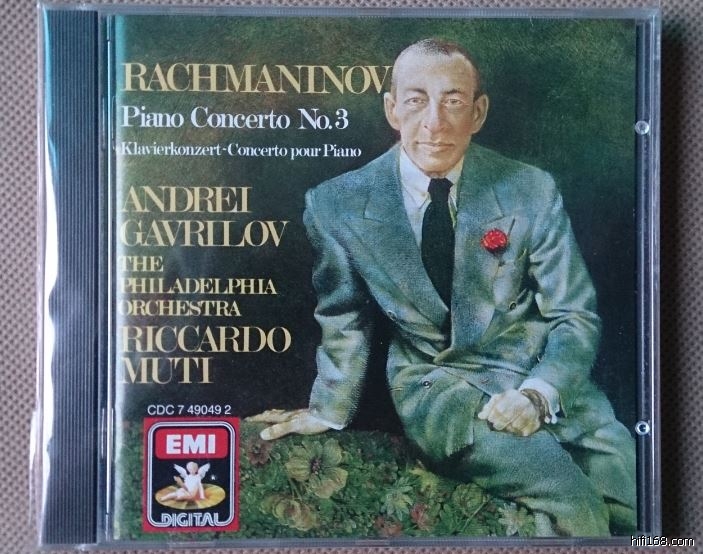 RACHMANINOV
Piano Concerto No.3
Klavierkonzert-Concerto pour Piano
ANDREI
GAVRILOV
THE
PHILADELPHIA
ORCHESTRA
RICCARDO
MUTI
CDC 7 49049 2
EMI
DIGITAL
hifi168.com